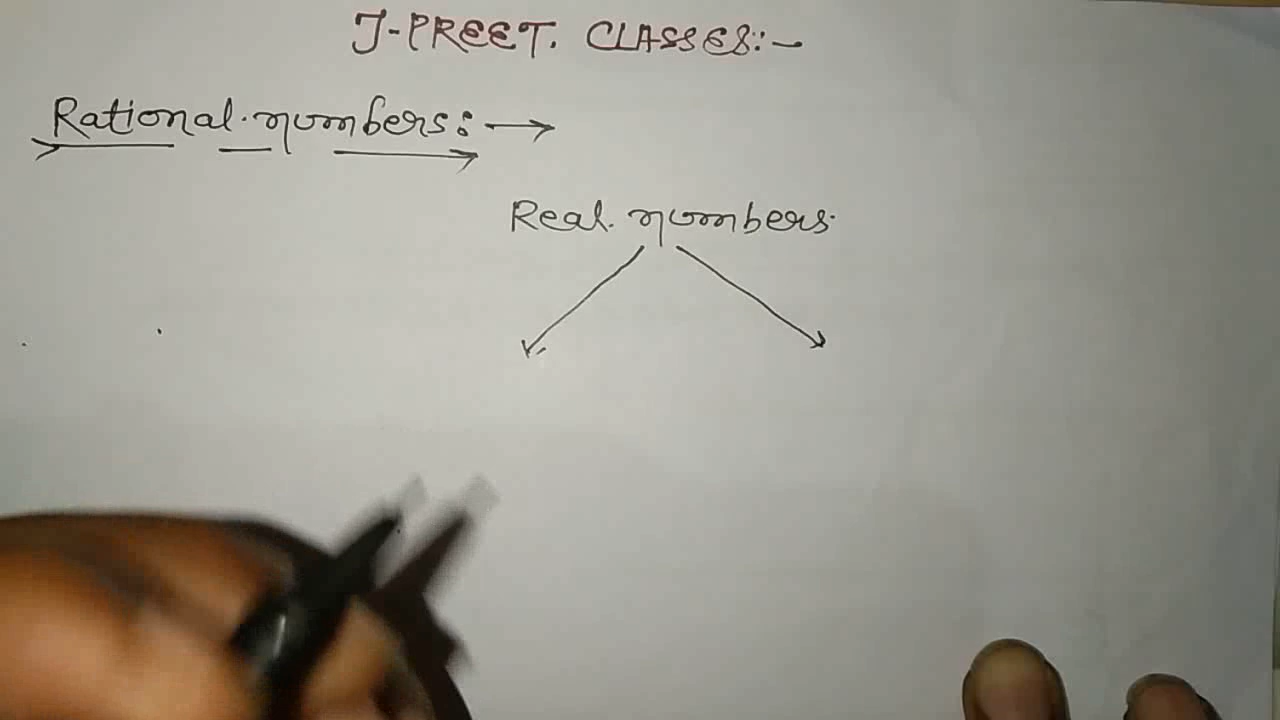 J-PREET. CLASSES::-
Rational. numbers:→
Real. numbers.